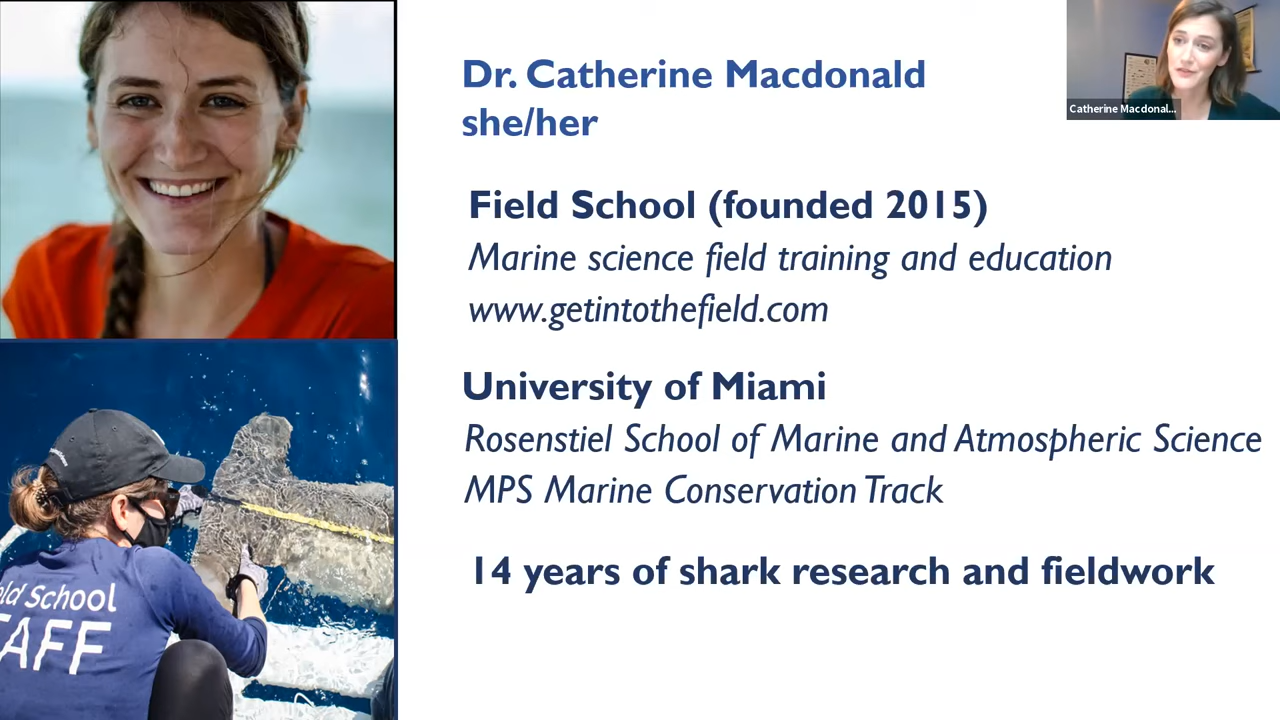 Dr. Catherine Macdonald
she/her
Catherine Macdonal...
Field School (founded 2015)
Marine science field training and education
www.getintothefield.com
University of Miami
Rosenstiel School of Marine and Atmospheric Science
MPS Marine Conservation Track
14 years of shark research and fieldwork
eld School
TAFF